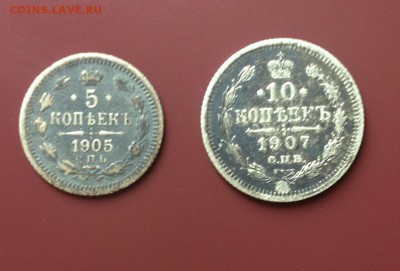 COINS.LAVE.RU
5
КОПѢЕКЪ
1905
С.П.Б.
10
КОПѢЕКЪ
1907
С.П.Б.